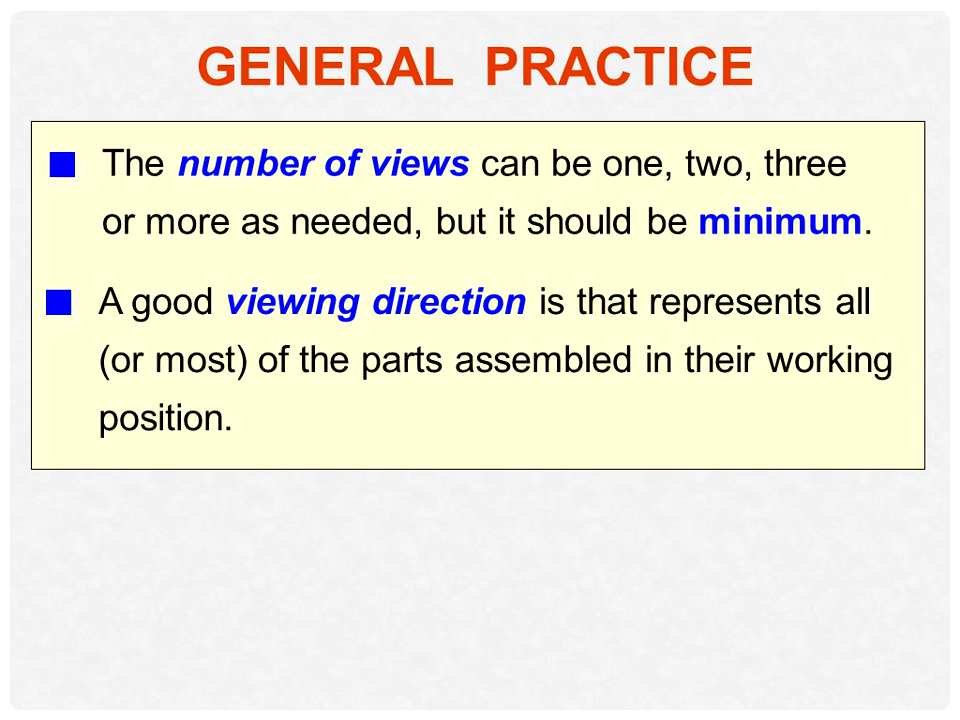 GENERAL PRACTICE
The number of views can be one, two, three
or more as needed, but it should be minimum.
A good viewing direction is that represents all
(or most) of the parts assembled in their working
position.